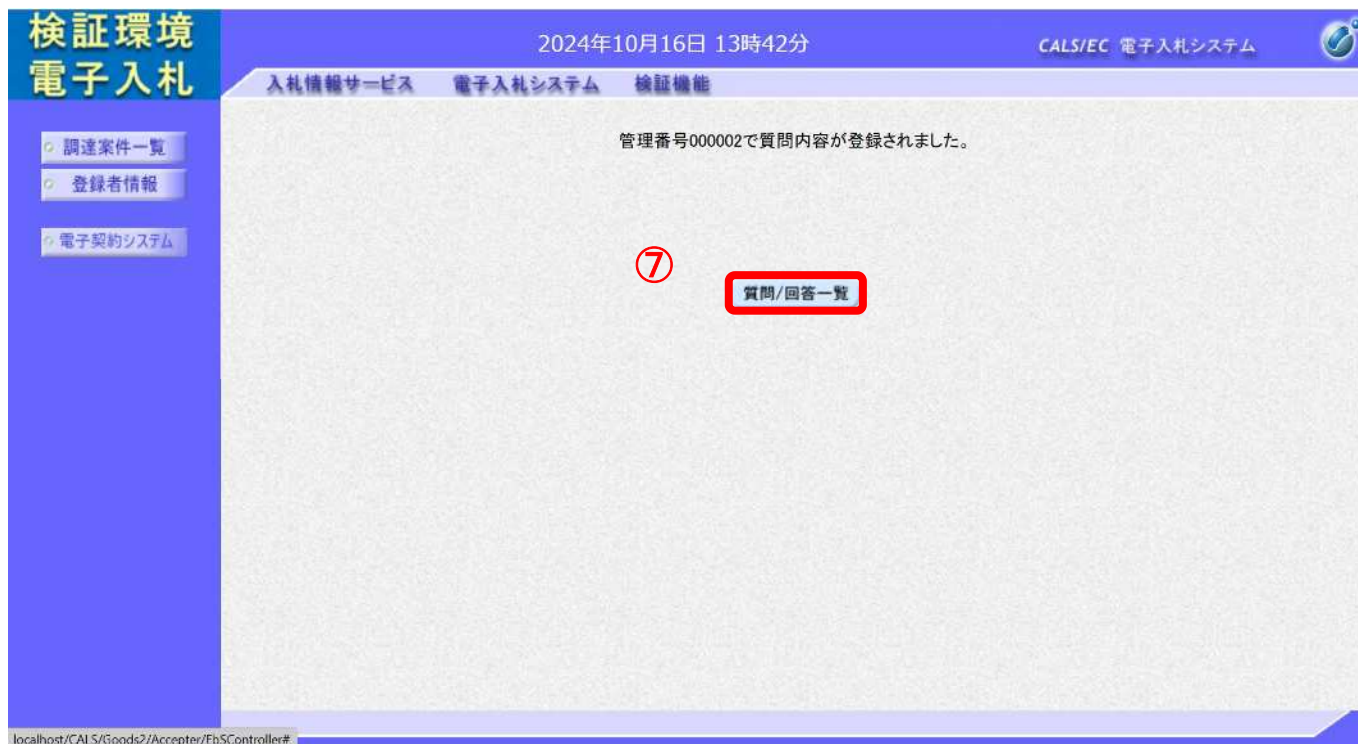 検証環境
電子入札
2024年10月16日 13時42分
CALS/EC 電子入札システム
入札情報サービス 電子入札システム 検証機能
調達案件一覧
登録者情報
電子契約システム
管理番号000002で質問内容が登録されました。
⑦
質問/回答一覧
localhost/CALS/Goods2/Accepter/EbSController#